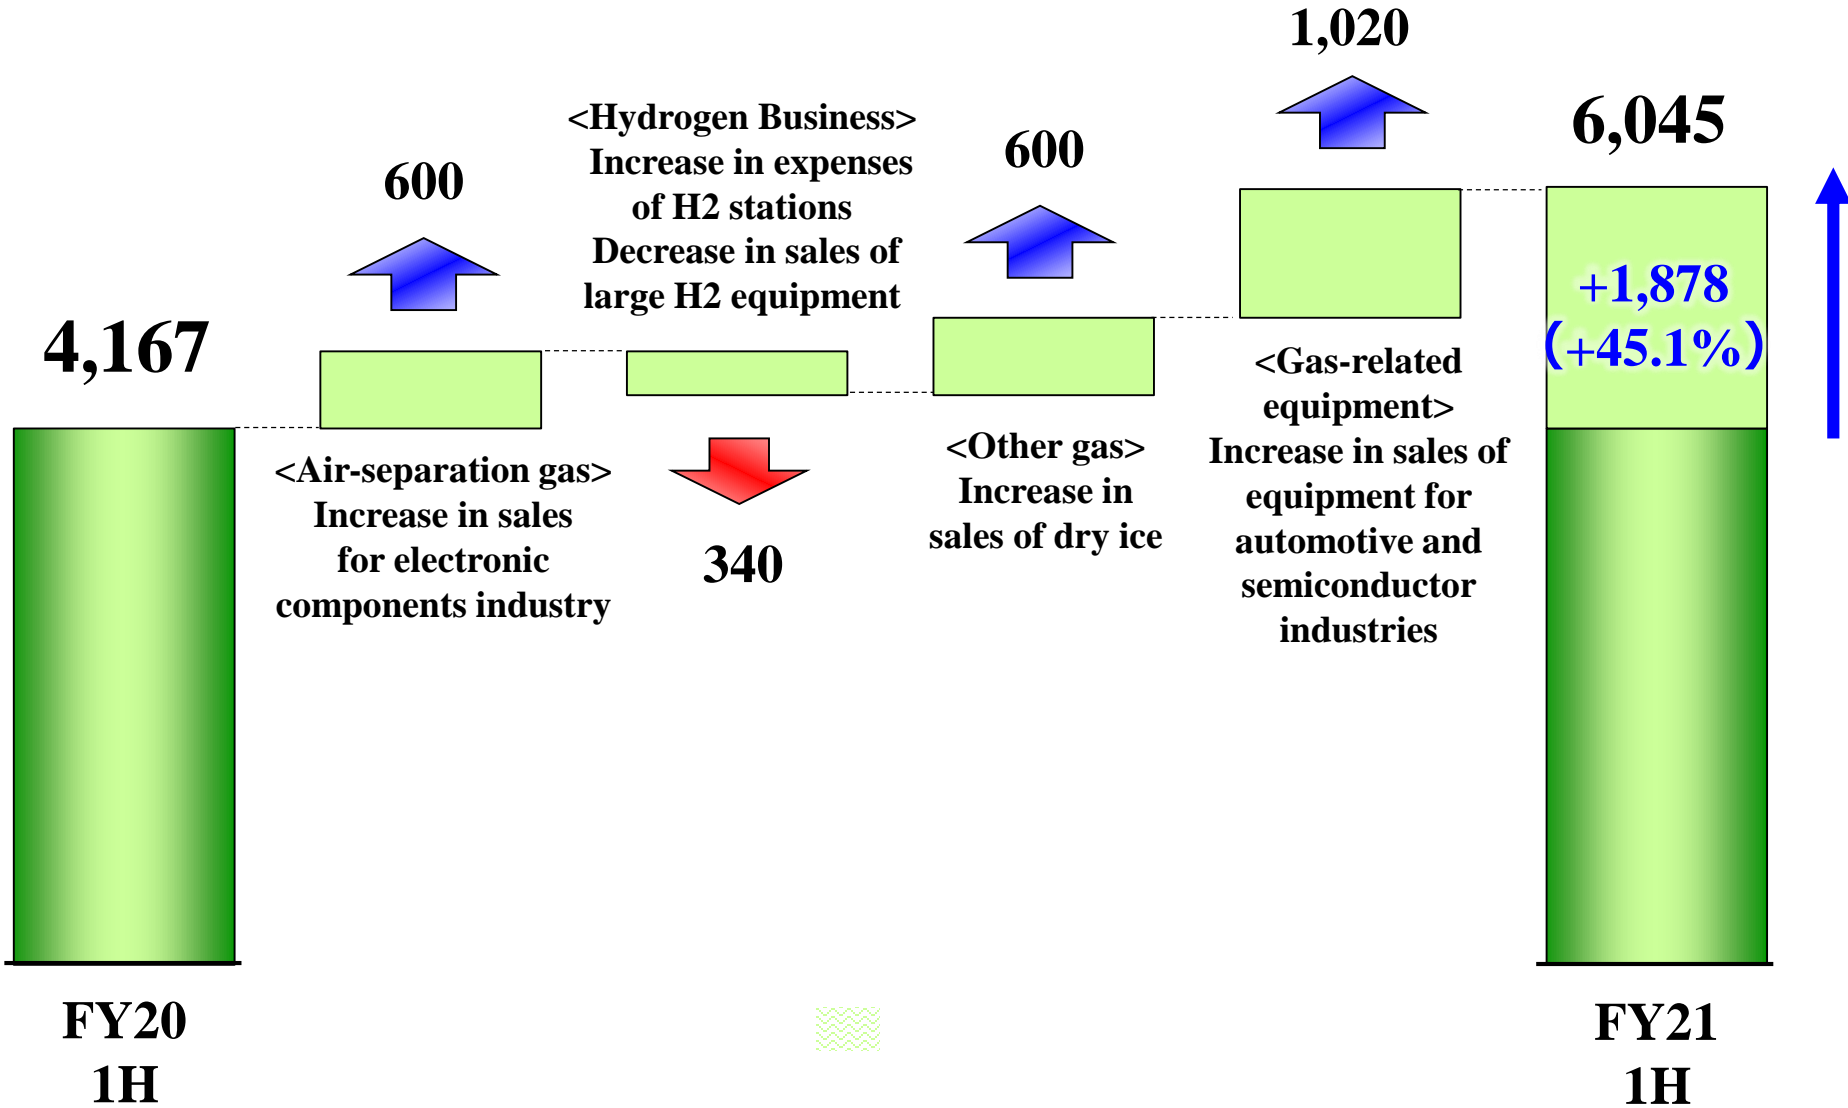 4,167
FY20
1H
600
<Air-separation gas>
Increase in sales
for electronic
components industry
<Hydrogen Business>
Increase in expenses
of H2 stations
Decrease in sales of
large H2 equipment
340
600
<Other gas>
Increase in
sales of dry ice
1,020
<Gas-related
equipment>
Increase in sales of
equipment for
automotive and
semiconductor
industries
6,045
+1,878
(+45.1%)
FY21
1H